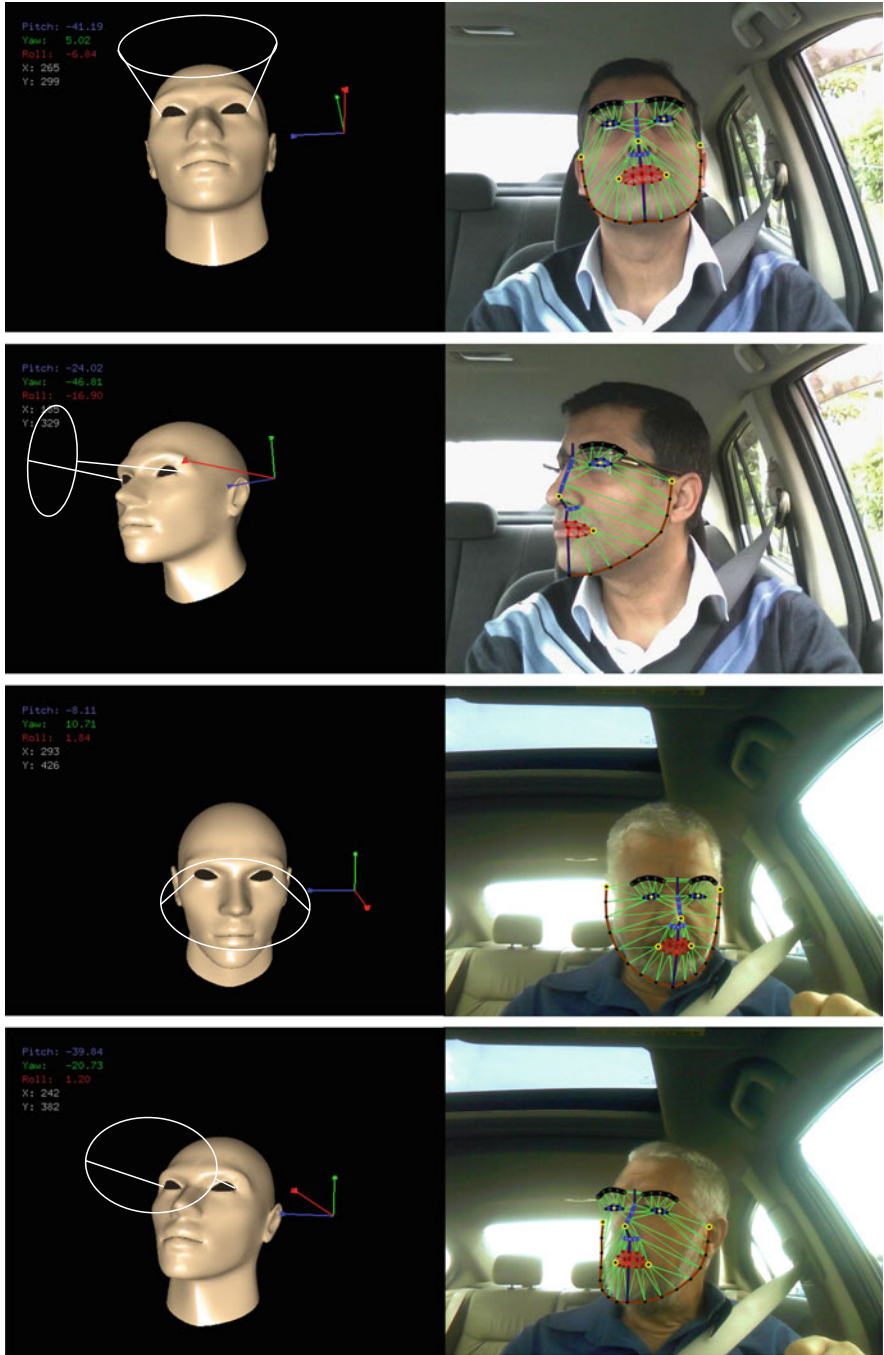 Pitch: -41.19
Yaw: 5.02
Roll: -6.84
X: 265
Y: 299
Pitch: -24.02
Yaw: -46.81
Roll: -16.90
X:
Y: 329
Pitch: -8.11
Yaw: 10.71
Roll: 1.84
X: 293
Y: 426
Pitch: -39.84
Yaw: -20.73
Roll: 1.20
X: 242
Y: 382